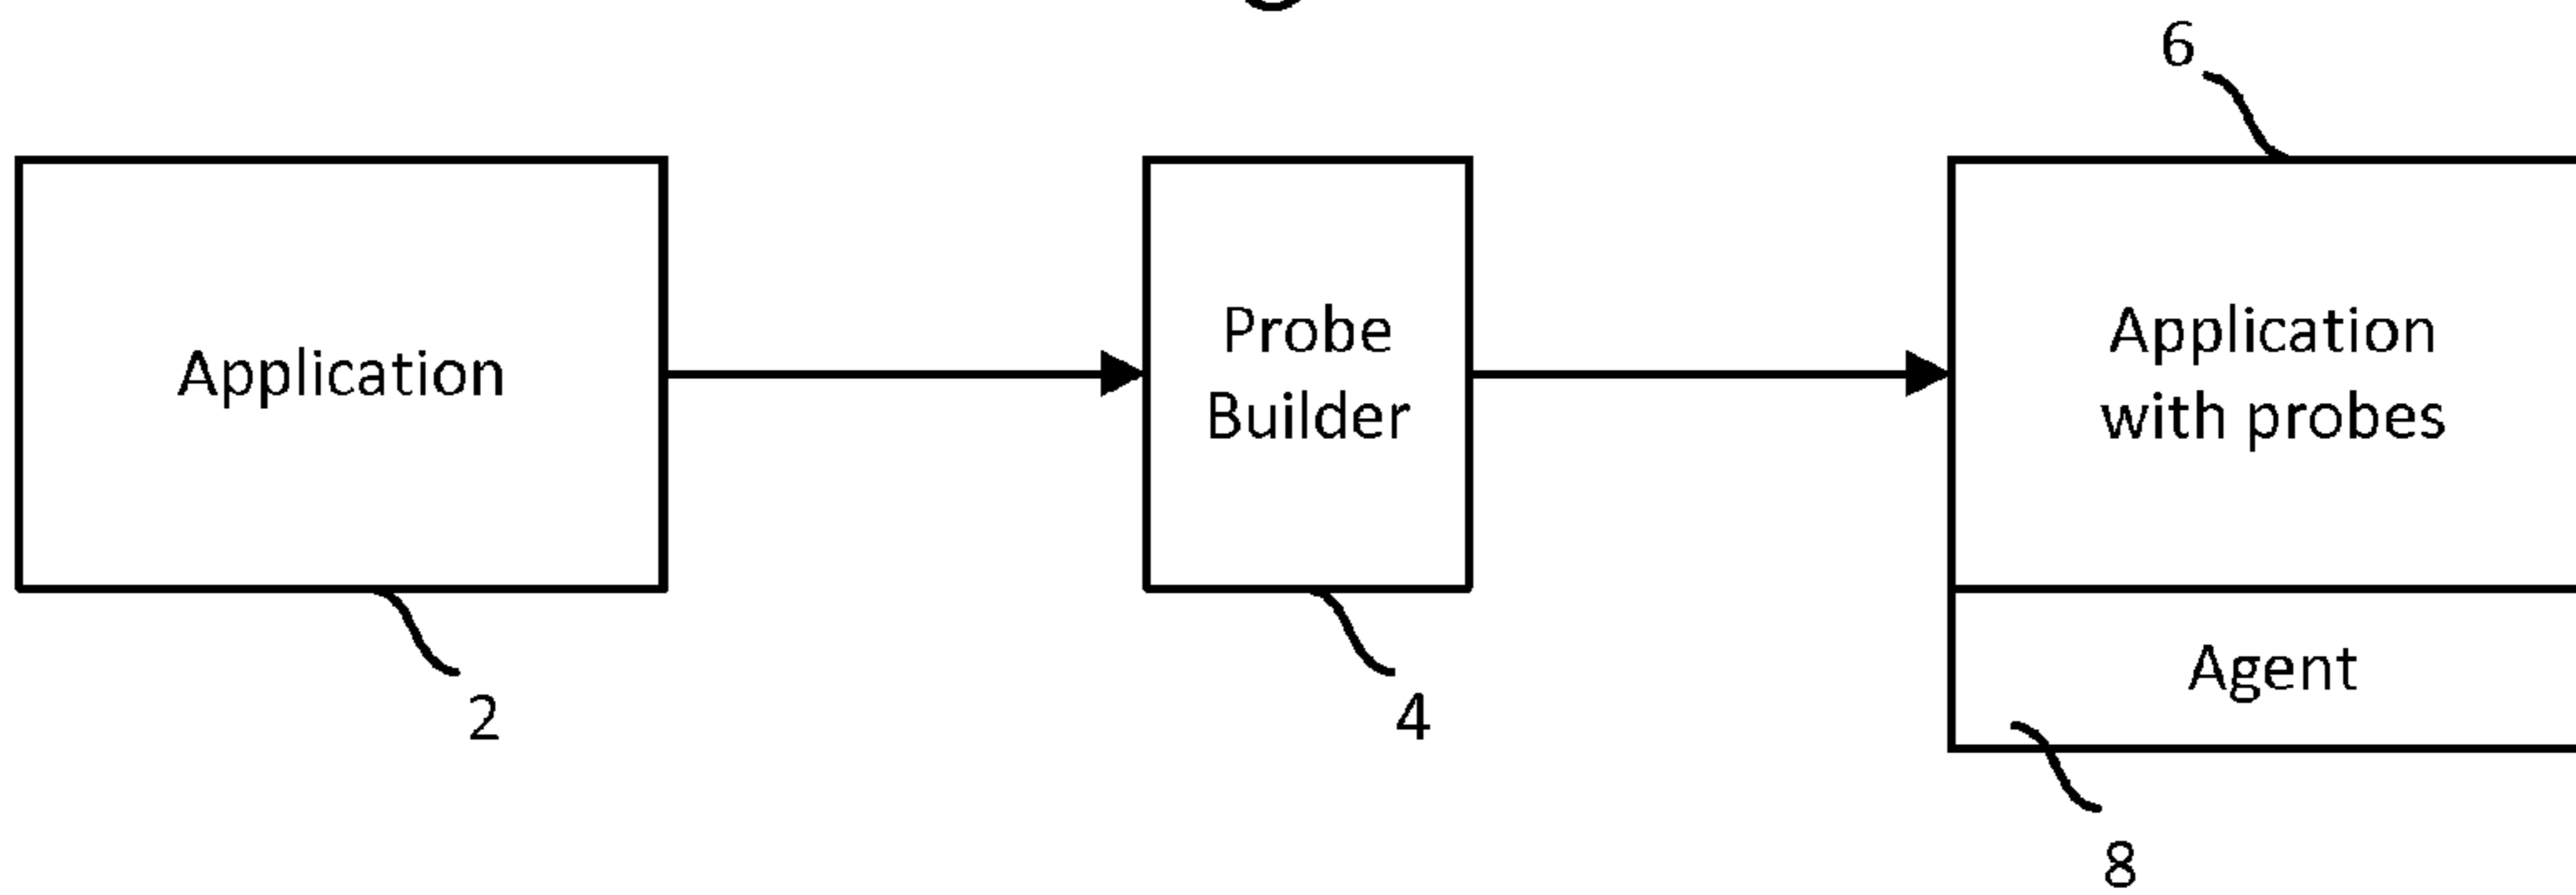 6
Application
Probe
Builder
Application
with probes
Agent
2
4
8